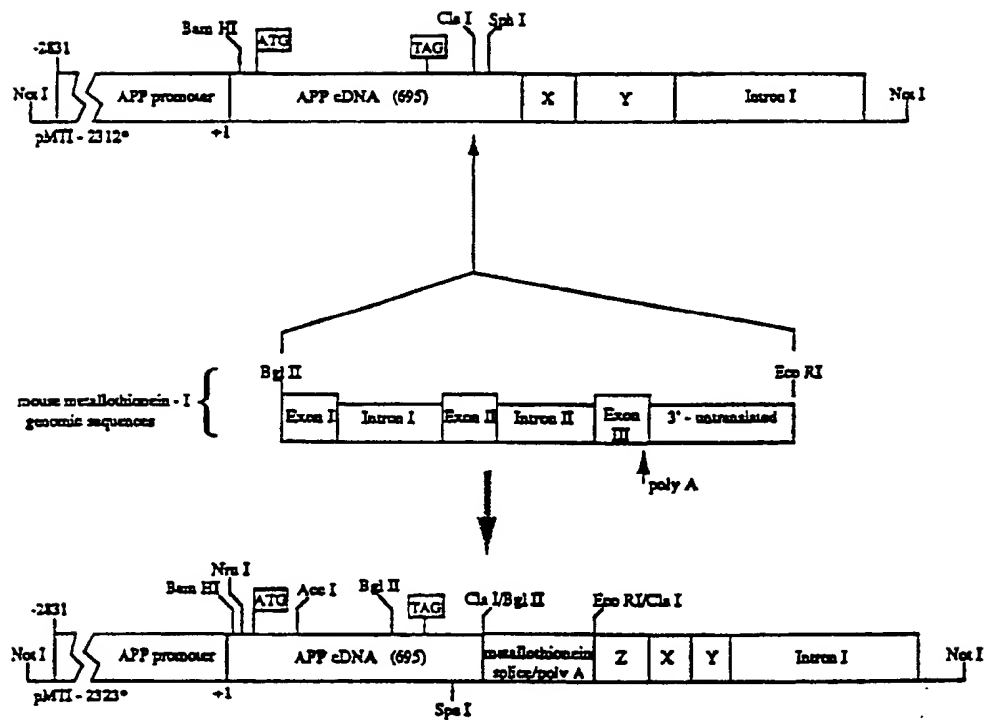 Bam HI
ATG
TAG
Cla I
Sph I
-2831
Not I
APP promoter
APP cDNA (695)
X
Y
Intron I
Not I
pMTI - 2312*
+1
Bgl II
Eco RI
mouse metallothionein - I
genomic sequences
Exon I
Intron I
Exon II
Intron II
Exon
III
3' - untranslated
poly A
-2831
Bam HI
Nru I
ATG
Acc I
Bgl II
TAG
Cla I/Bgl II
Eco RI/Cla I
Not I
APP promoter
APP cDNA (695)
metallothionein
splice/poly A
Z
X
Y
Intron I
Not I
pMTI - 2323*
+1
Spe I